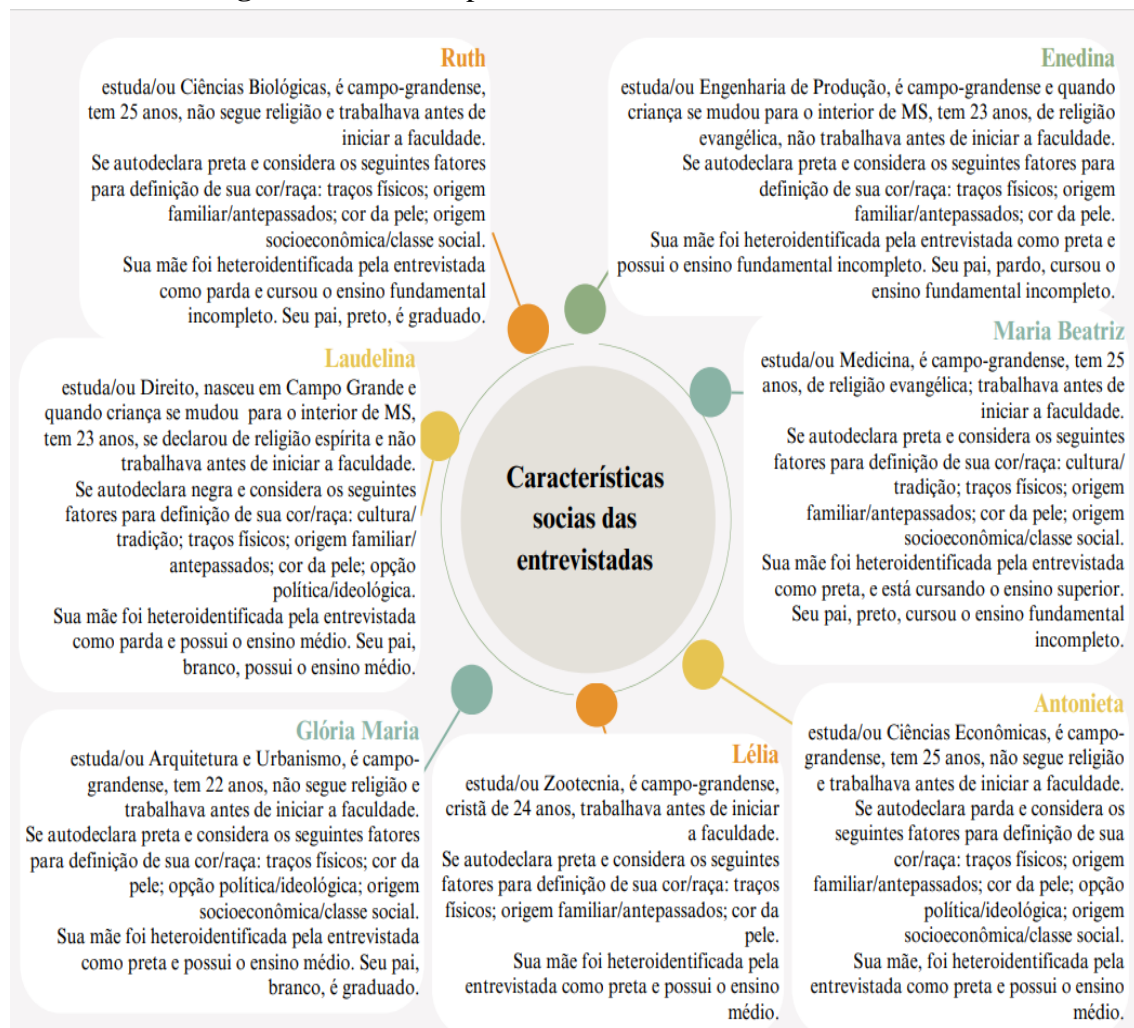 Ruth
estuda/ou Ciências Biológicas, é campo-grandense,
tem 25 anos, não segue religião e trabalhava antes de
iniciar a faculdade.
Se autodeclara preta e considera os seguintes fatores
para definição de sua cor/raça: traços físicos; origem
familiar/antepassados; cor da pele; origem
socioeconômica/classe social.
Sua mãe foi heteroidentificada pela entrevistada
como parda e cursou o ensino fundamental
incompleto. Seu pai, preto, é graduado.
Enedina
estuda/ou Engenharia de Produção, é campo-grandense e quando
criança se mudou para o interior de MS, tem 23 anos, de religião
evangélica, não trabalhava antes de iniciar a faculdade.
Se autodeclara preta e considera os seguintes fatores para
definição de sua cor/raça: traços físicos; origem
familiar/antepassados; cor da pele.
Sua mãe foi heteroidentificada pela entrevistada como preta e
possui o ensino fundamental incompleto. Seu pai, pardo, cursou o
ensino fundamental incompleto.
Laudelina
estuda/ou Direito, nasceu em Campo Grande e
quando criança se mudou para o interior de MS,
tem 23 anos, se declarou de religião espírita e não
trabalhava antes de iniciar a faculdade.
Se autodeclara negra e considera os seguintes
fatores para definição de sua cor/raça: cultura/
tradição; traços físicos; origem familiar/
antepassados; cor da pele; opção
política/ideológica.
Sua mãe foi heteroidentificada pela entrevistada
como parda e possui o ensino médio. Seu pai,
branco, possui o ensino médio.
Características
socias das
entrevistadas
Maria Beatriz
estuda/ou Medicina, é campo-grandense, tem 25
anos, de religião evangélica; trabalhava antes de
iniciar a faculdade.
Se autodeclara preta e considera os seguintes
fatores para definição de sua cor/raça: cultura/
tradição; traços físicos; origem
familiar/antepassados; cor da pele; origem
socioeconômica/classe social.
Sua mãe foi heteroidentificada pela entrevistada
como preta, e está cursando o ensino superior.
Seu pai, preto, cursou o ensino fundamental
incompleto.
Glória Maria
estuda/ou Arquitetura e Urbanismo, é campo-
grandense, tem 22 anos, não segue religião e
trabalhava antes de iniciar a faculdade.
Se autodeclara preta e considera os seguintes fatores
para definição de sua cor/raça: traços físicos; cor da
pele; opção política/ideológica; origem
socioeconômica/classe social.
Sua mãe foi heteroidentificada pela entrevistada
como preta e possui o ensino médio. Seu pai,
branco, é graduado.
Lélia
estuda/ou Zootecnia, é campo-grandense,
cristã de 24 anos, trabalhava antes de iniciar
a faculdade.
Se autodeclara preta e considera os seguintes
fatores para definição de sua cor/raça: traços
físicos; origem familiar/antepassados; cor da
pele.
Sua mãe foi heteroidentificada pela
entrevistada como preta e possui o ensino
médio.
Antonieta
estuda/ou Ciências Econômicas, é campo-
grandense, tem 25 anos, não segue religião
e trabalhava antes de iniciar a faculdade.
Se autodeclara parda e considera os
seguintes fatores para definição de sua
cor/raça: traços físicos; origem
familiar/antepassados; cor da pele; opção
política/ideológica; origem
socioeconômica/classe social.
Sua mãe, foi heteroidentificada pela
entrevistada como preta e possui o ensino
médio.